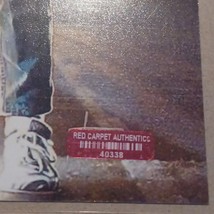 RED CARPET AUTHENTICS
40338